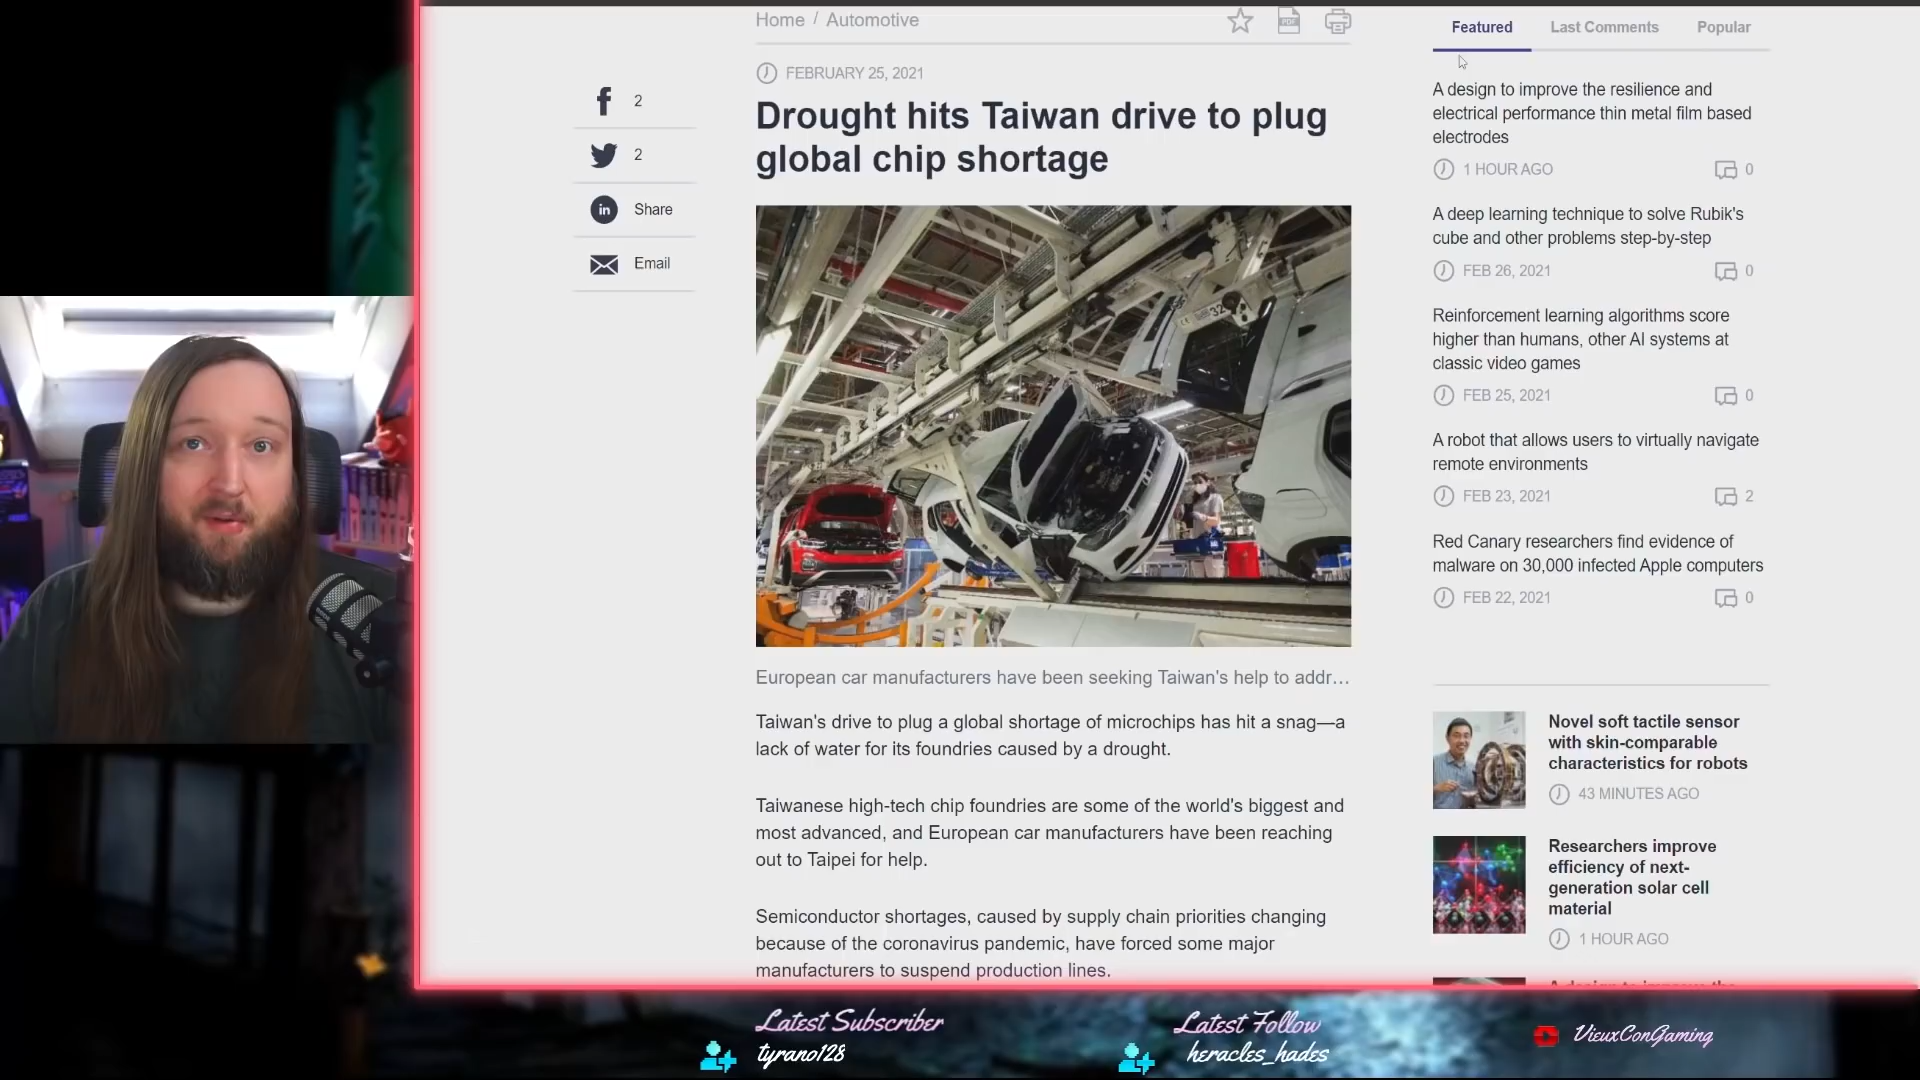 Home / Automotive
FEBRUARY 25, 2021
Drought hits Taiwan drive to plug
global chip shortage
2
2
Share
Email
European car manufacturers have been seeking Taiwan's help to addr...
Taiwan's drive to plug a global shortage of microchips has hit a snag—a
lack of water for its foundries caused by a drought.
Taiwanese high-tech chip foundries are some of the world's biggest and
most advanced, and European car manufacturers have been reaching
out to Taipei for help.
Semiconductor shortages, caused by supply chain priorities changing
because of the coronavirus pandemic, have forced some major
manufacturers to suspend production lines.
Featured Last Comments Popular
A design to improve the resilience and
electrical performance thin metal film based
electrodes
1 HOUR AGO 0
A deep learning technique to solve Rubik's
cube and other problems step-by-step
FEB 26, 2021 0
Reinforcement learning algorithms score
higher than humans, other AI systems at
classic video games
FEB 25, 2021 0
A robot that allows users to virtually navigate
remote environments
FEB 23, 2021 2
Red Canary researchers find evidence of
malware on 30,000 infected Apple computers
FEB 22, 2021 0
Novel soft tactile sensor
with skin-comparable
characteristics for robots
43 MINUTES AGO
Researchers improve
efficiency of next-
generation solar cell
material
1 HOUR AGO
Latest Subscriber
tyrano128
Latest Follow
heracles_hades
VieuxConGaming